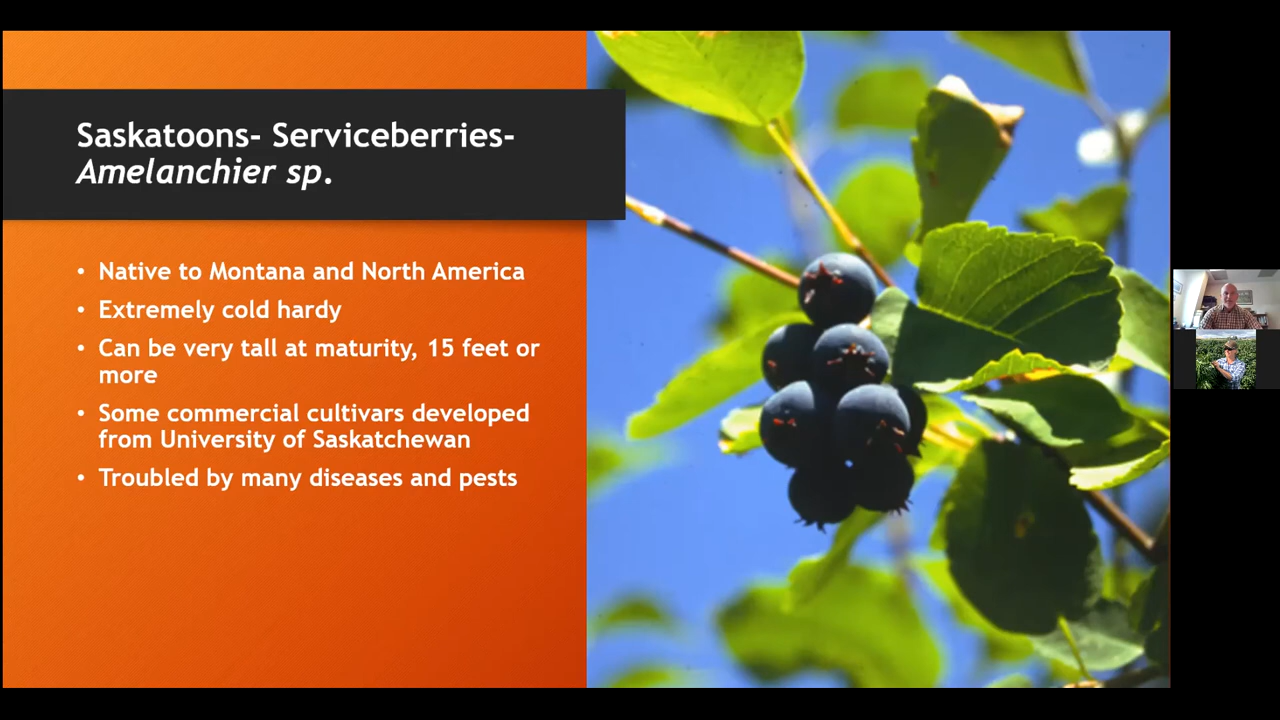 Saskatoons- Serviceberries-
Amelanchier sp.
• Native to Montana and North America
• Extremely cold hardy
• Can be very tall at maturity, 15 feet or
more
• Some commercial cultivars developed
from University of Saskatchewan
• Troubled by many diseases and pests